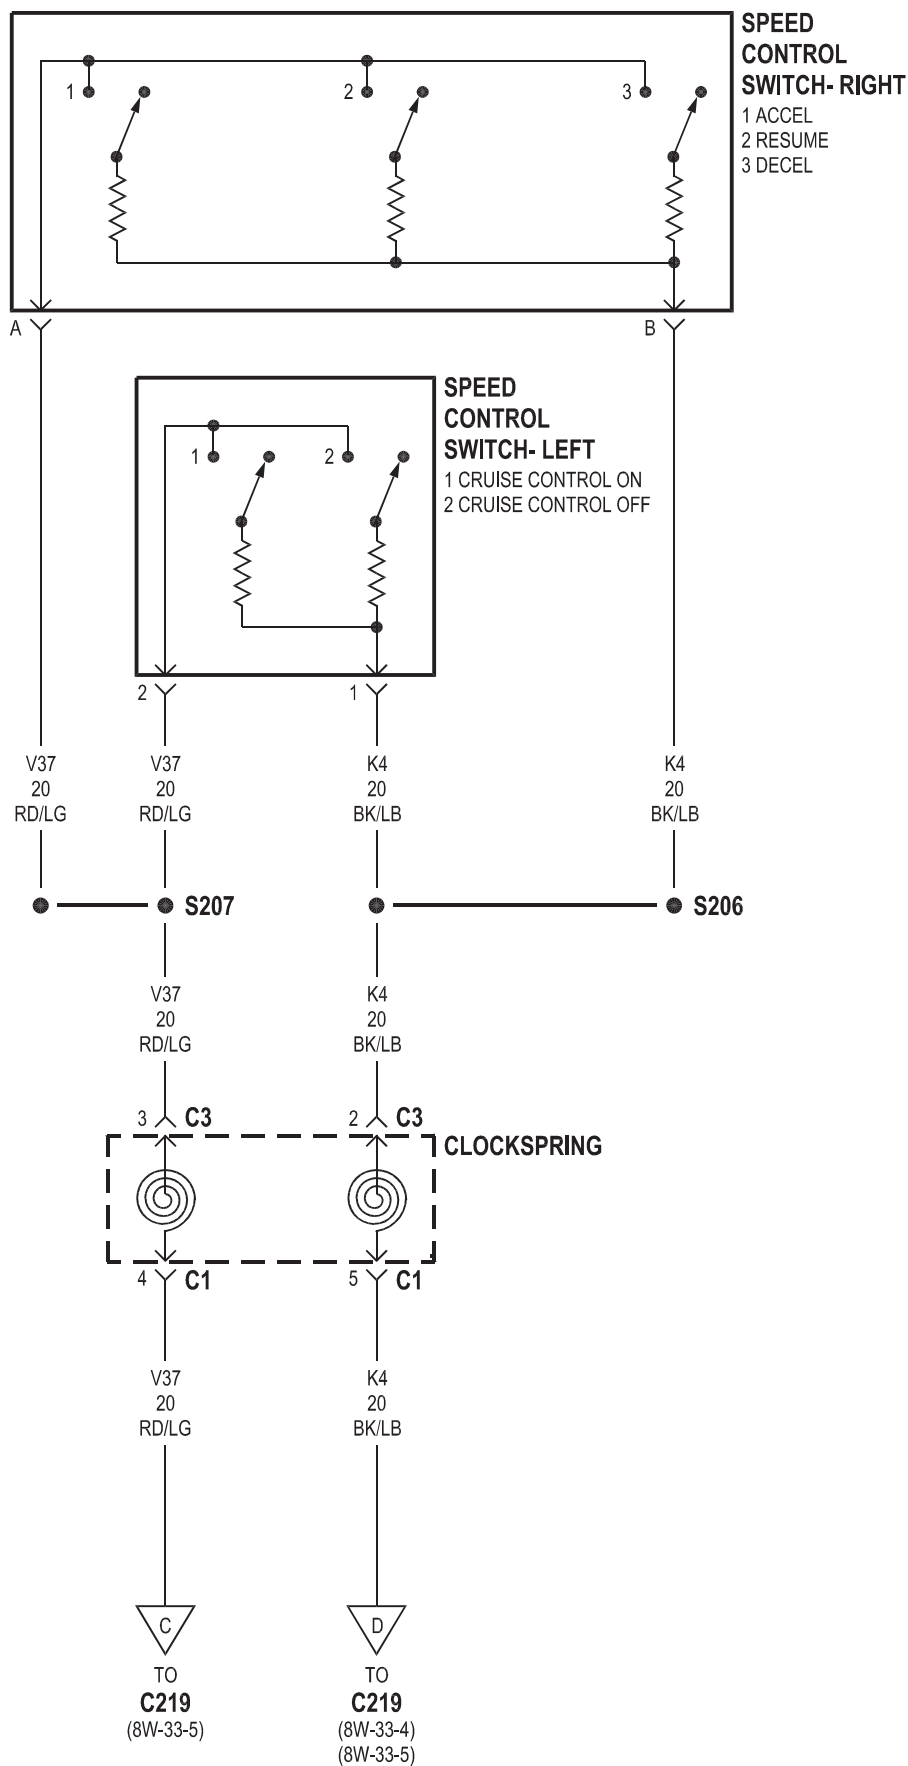 SPEED
CONTROL
SWITCH- RIGHT
1 ACCEL
2 RESUME
3 DECEL
1
2
3
A
B
SPEED
CONTROL
SWITCH- LEFT
1 CRUISE CONTROL ON
2 CRUISE CONTROL OFF
1
2
2
1
V37
20
RD/LG
V37
20
RD/LG
K4
20
BK/LB
K4
20
BK/LB
S207
S206
V37
20
RD/LG
K4
20
BK/LB
3 C3
2 C3
CLOCKSPRING
4 C1
5 C1
V37
20
RD/LG
K4
20
BK/LB
C
TO
C219
(8W-33-5)
D
TO
C219
(8W-33-4)
(8W-33-5)